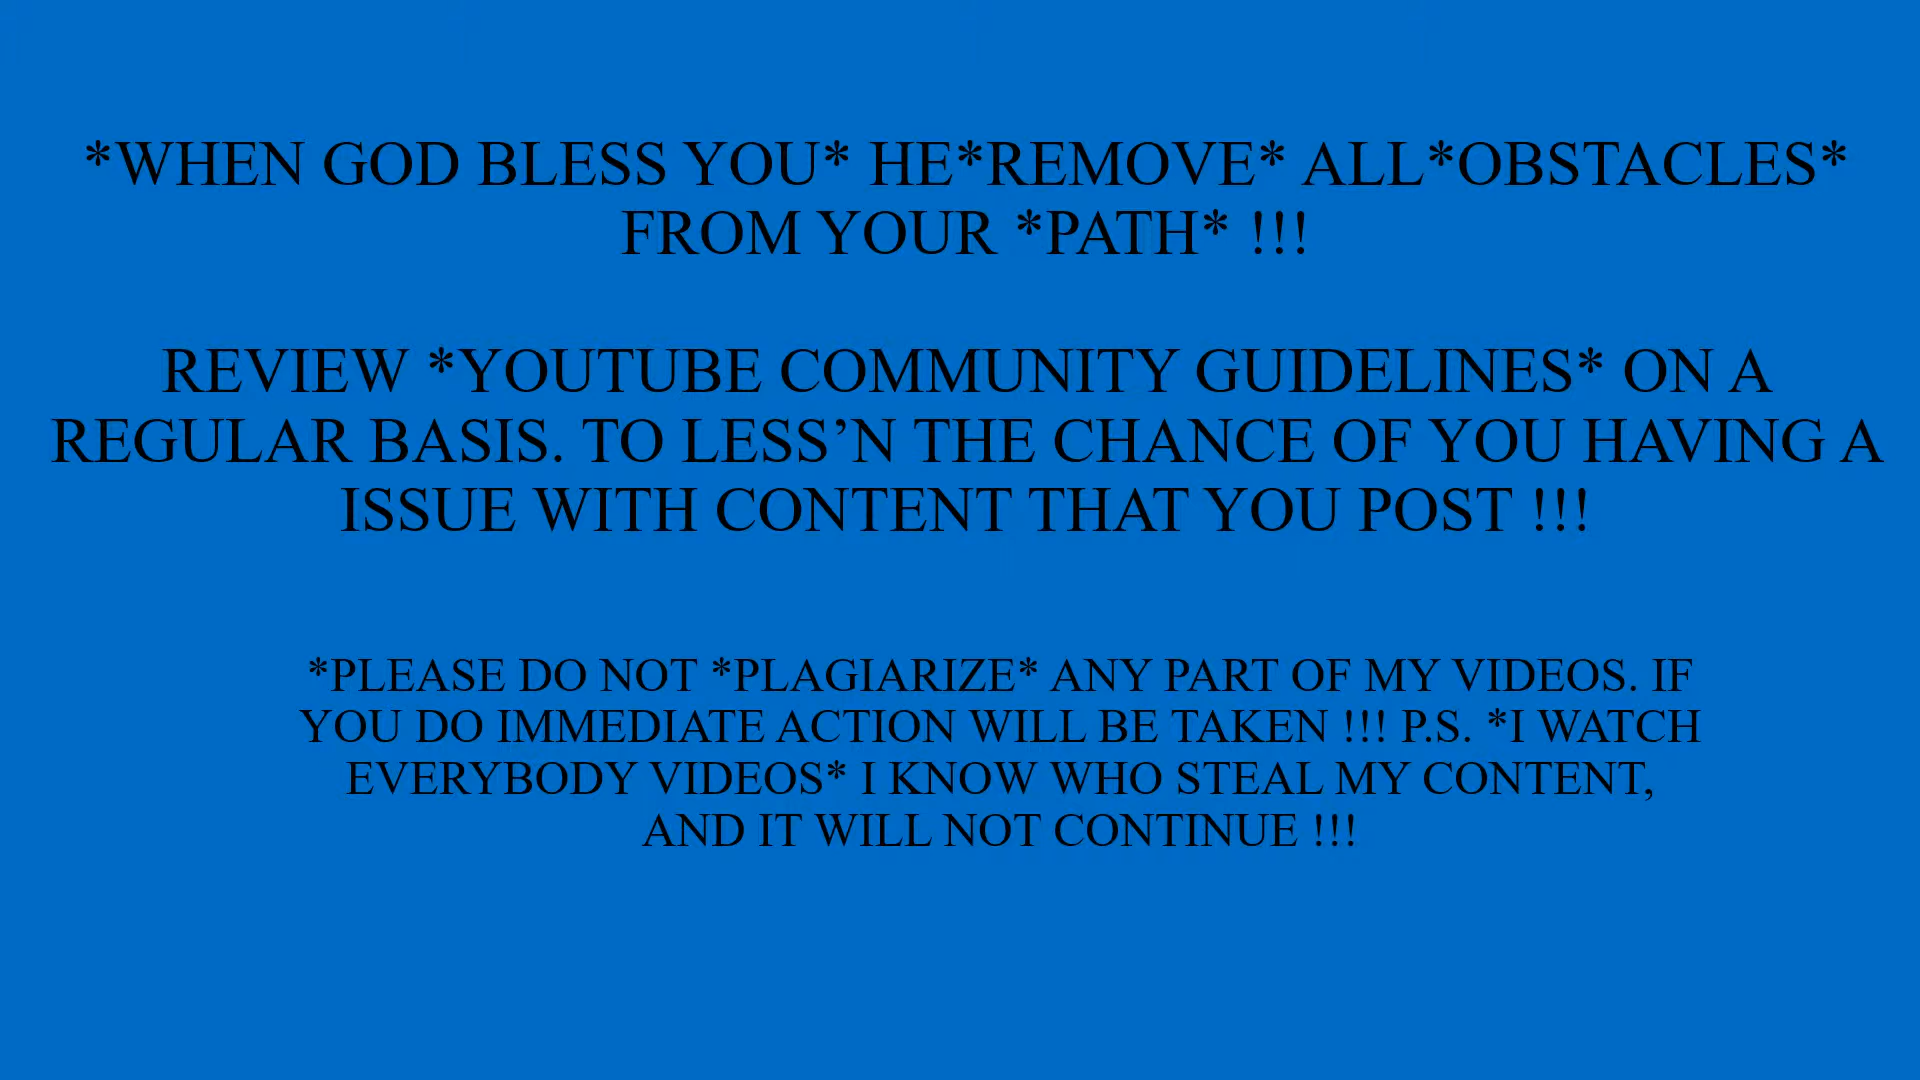 *WHEN GOD BLESS YOU* HE*REMOVE* ALL*OBSTACLES*
FROM YOUR *PATH* !!!
REVIEW *YOUTUBE COMMUNITY GUIDELINES* ON A
REGULAR BASIS. TO LESS’N THE CHANCE OF YOU HAVING A
ISSUE WITH CONTENT THAT YOU POST !!!
*PLEASE DO NOT *PLAGIARIZE* ANY PART OF MY VIDEOS. IF
YOU DO IMMEDIATE ACTION WILL BE TAKEN !!! P.S. *I WATCH
EVERYBODY VIDEOS* I KNOW WHO STEAL MY CONTENT,
AND IT WILL NOT CONTINUE !!!